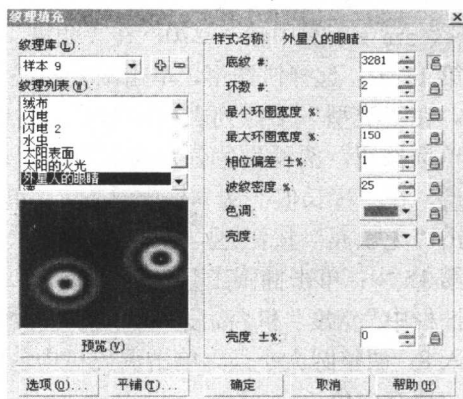 纹理填充
纹理库(L):
样本 9
纹理列表(W):
绒布
闪电
闪电 2
水虫
太阳表面
太阳的火光
外星人的眼睛
预览(V)
样式名称: 外星人的眼睛
底纹 #: 3281
环数 #: 2
最小环圈宽度 %: 0
最大环圈宽度 %: 150
相位偏差 ±%: 1
波纹密度 %: 25
色调:
亮度:
亮度 ±%: 0
选项(O)...
平铺(T)...
确定
取消
帮助(H)